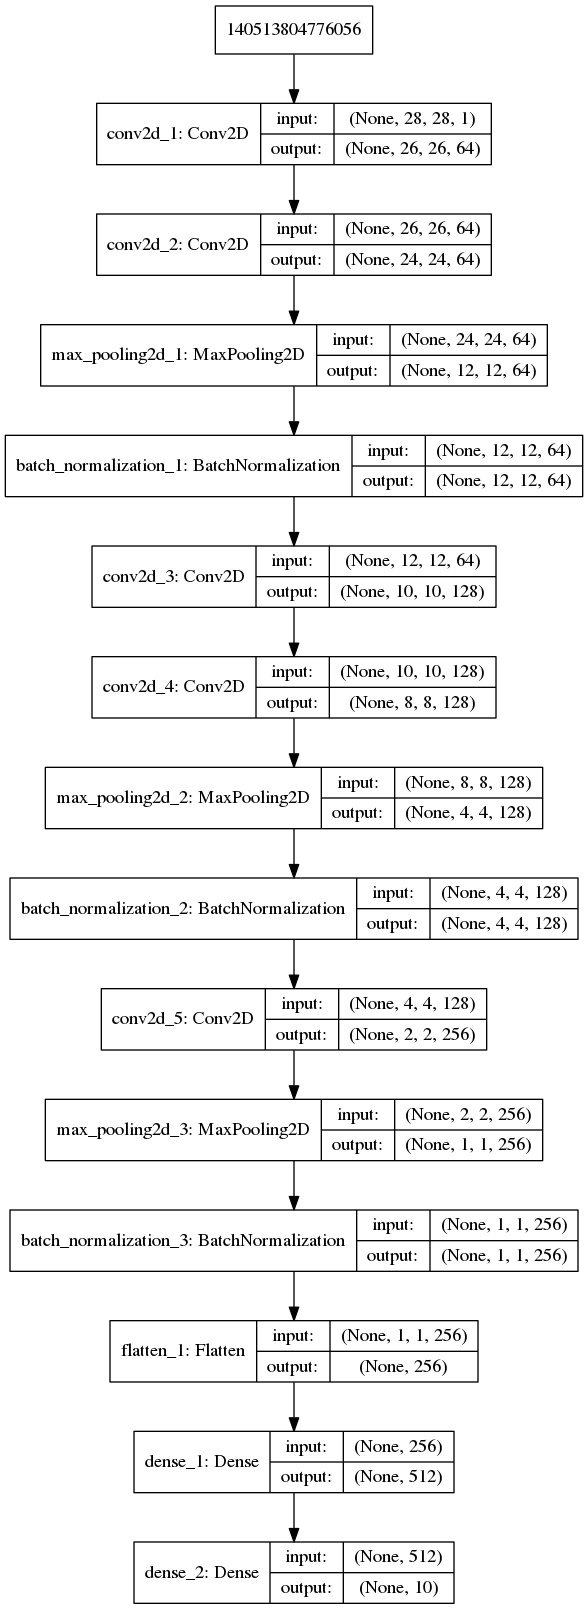 140513804776056
conv2d_1: Conv2D
input: (None, 28, 28, 1)
output: (None, 26, 26, 64)
conv2d_2: Conv2D
input: (None, 26, 26, 64)
output: (None, 24, 24, 64)
max_pooling2d_1: MaxPooling2D
input: (None, 24, 24, 64)
output: (None, 12, 12, 64)
batch_normalization_1: BatchNormalization
input: (None, 12, 12, 64)
output: (None, 12, 12, 64)
conv2d_3: Conv2D
input: (None, 12, 12, 64)
output: (None, 10, 10, 128)
conv2d_4: Conv2D
input: (None, 10, 10, 128)
output: (None, 8, 8, 128)
max_pooling2d_2: MaxPooling2D
input: (None, 8, 8, 128)
output: (None, 4, 4, 128)
batch_normalization_2: BatchNormalization
input: (None, 4, 4, 128)
output: (None, 4, 4, 128)
conv2d_5: Conv2D
input: (None, 4, 4, 128)
output: (None, 2, 2, 256)
max_pooling2d_3: MaxPooling2D
input: (None, 2, 2, 256)
output: (None, 1, 1, 256)
batch_normalization_3: BatchNormalization
input: (None, 1, 1, 256)
output: (None, 1, 1, 256)
flatten_1: Flatten
input: (None, 1, 1, 256)
output: (None, 256)
dense_1: Dense
input: (None, 256)
output: (None, 512)
dense_2: Dense
input: (None, 512)
output: (None, 10)